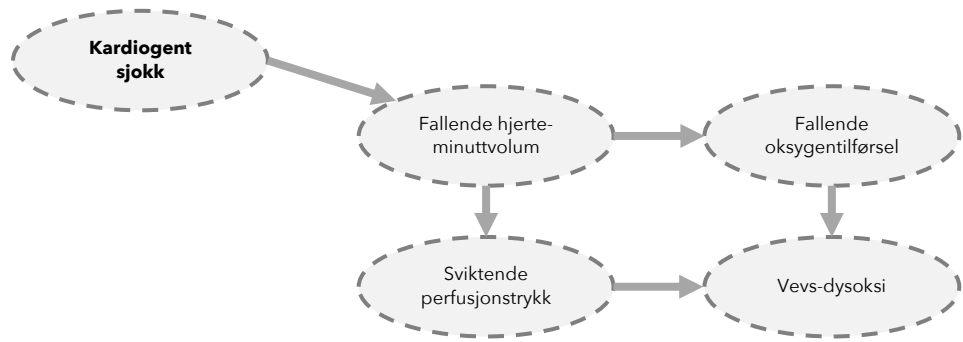 Kardiogent
sjokk
Fallende hjerte-
minuttvolum
Fallende
oksygentilførsel
Sviktende
perfusjonstrykk
Vevs-dysoksi